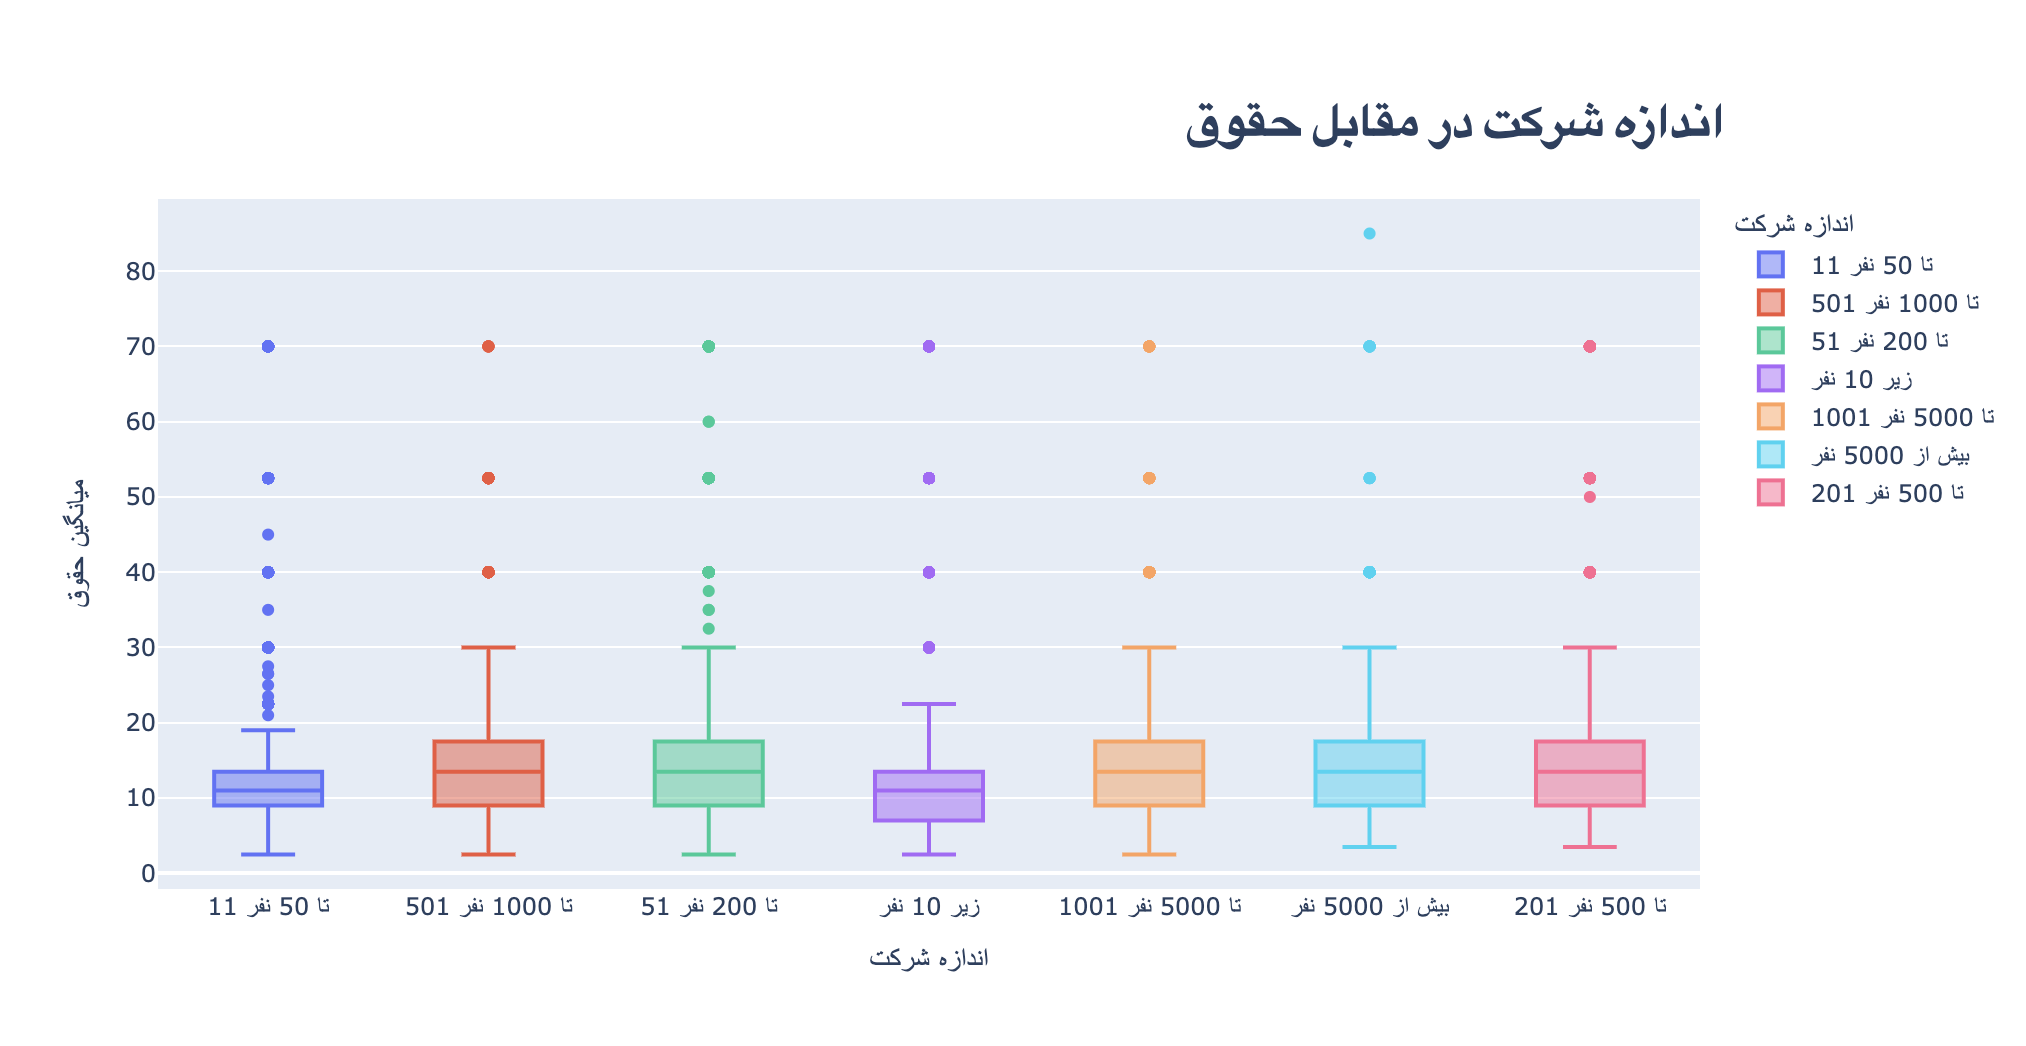 اندازه شرکت در مقابل حقوق
اندازه شرکت
11 تا 50 نفر
501 تا 1000 نفر
51 تا 200 نفر
زیر 10 نفر
1001 تا 5000 نفر
بیش از 5000 نفر
201 تا 500 نفر
میانگین حقوق
80
70
60
50
40
30
20
10
0
11 تا 50 نفر
501 تا 1000 نفر
51 تا 200 نفر
زیر 10 نفر
1001 تا 5000 نفر
بیش از 5000 نفر
201 تا 500 نفر
اندازه شرکت